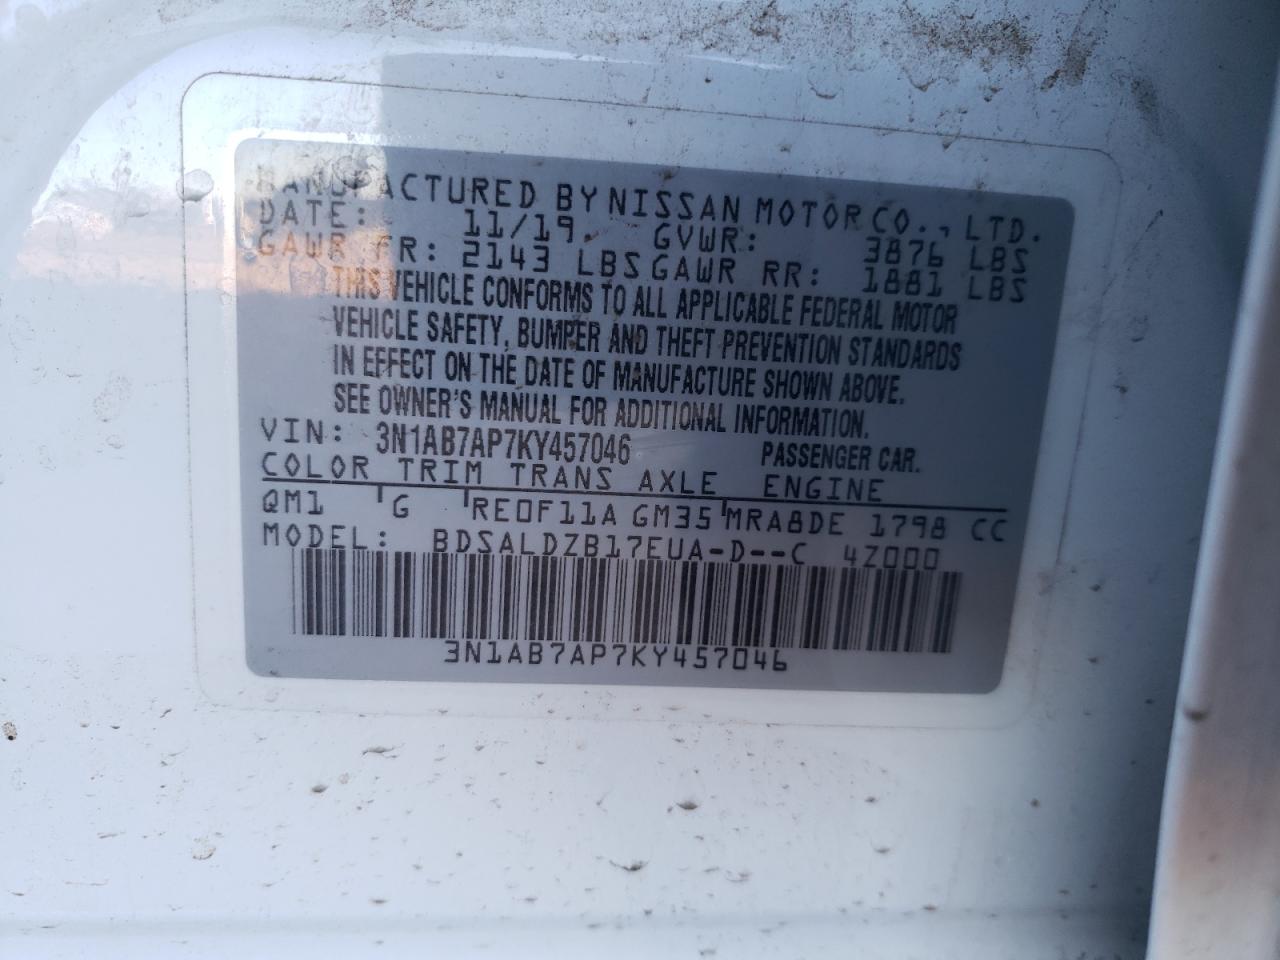 MANUFACTURED BY NISSAN MOTOR CO., LTD.
DATE: 11/19 GVWR: 3876 LBS
GAWR FR: 2143 LBS GAWR RR: 1881 LBS
THIS VEHICLE CONFORMS TO ALL APPLICABLE FEDERAL MOTOR
VEHICLE SAFETY, BUMPER AND THEFT PREVENTION STANDARDS
IN EFFECT ON THE DATE OF MANUFACTURE SHOWN ABOVE.
SEE OWNER'S MANUAL FOR ADDITIONAL INFORMATION.
VIN: 3N1AB7AP7KY457046 PASSENGER CAR.
COLOR TRIM TRANS AXLE ENGINE
QM1 G RE0F11A GM35 MRA8DE 1798 CC
MODEL: BDSALDZB17EUA-D--C 4Z000
3N1AB7AP7KY457046